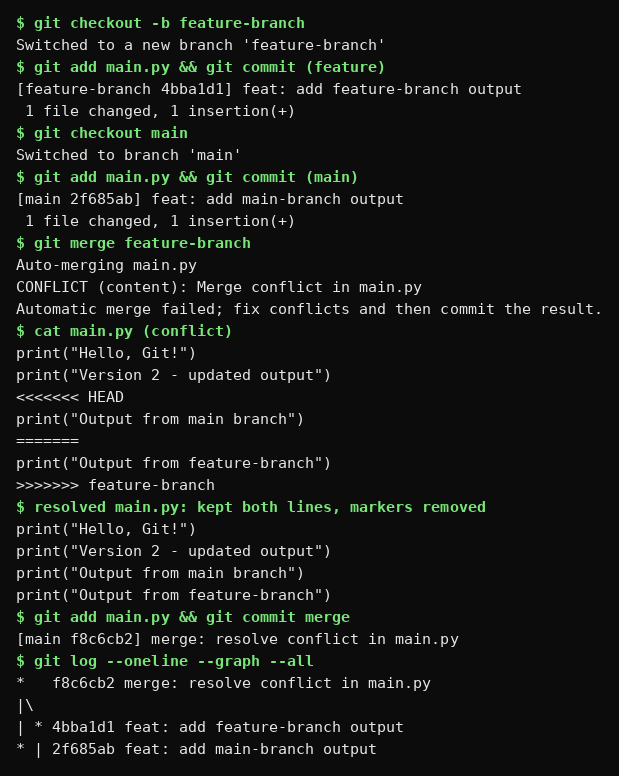 $ git checkout -b feature-branch
Switched to a new branch 'feature-branch'
$ git add main.py && git commit (feature)
[feature-branch 4bba1d1] feat: add feature-branch output
 1 file changed, 1 insertion(+)
$ git checkout main
Switched to branch 'main'
$ git add main.py && git commit (main)
[main 2f685ab] feat: add main-branch output
 1 file changed, 1 insertion(+)
$ git merge feature-branch
Auto-merging main.py
CONFLICT (content): Merge conflict in main.py
Automatic merge failed; fix conflicts and then commit the result.
$ cat main.py (conflict)
print("Hello, Git!")
print("Version 2 - updated output")
<<<<<<< HEAD
print("Output from main branch")
=======
print("Output from feature-branch")
>>>>>>> feature-branch
$ resolved main.py: kept both lines, markers removed
print("Hello, Git!")
print("Version 2 - updated output")
print("Output from main branch")
print("Output from feature-branch")
$ git add main.py && git commit merge
[main f8c6cb2] merge: resolve conflict in main.py
$ git log --oneline --graph --all
*   f8c6cb2 merge: resolve conflict in main.py
|\
| * 4bba1d1 feat: add feature-branch output
* | 2f685ab feat: add main-branch output